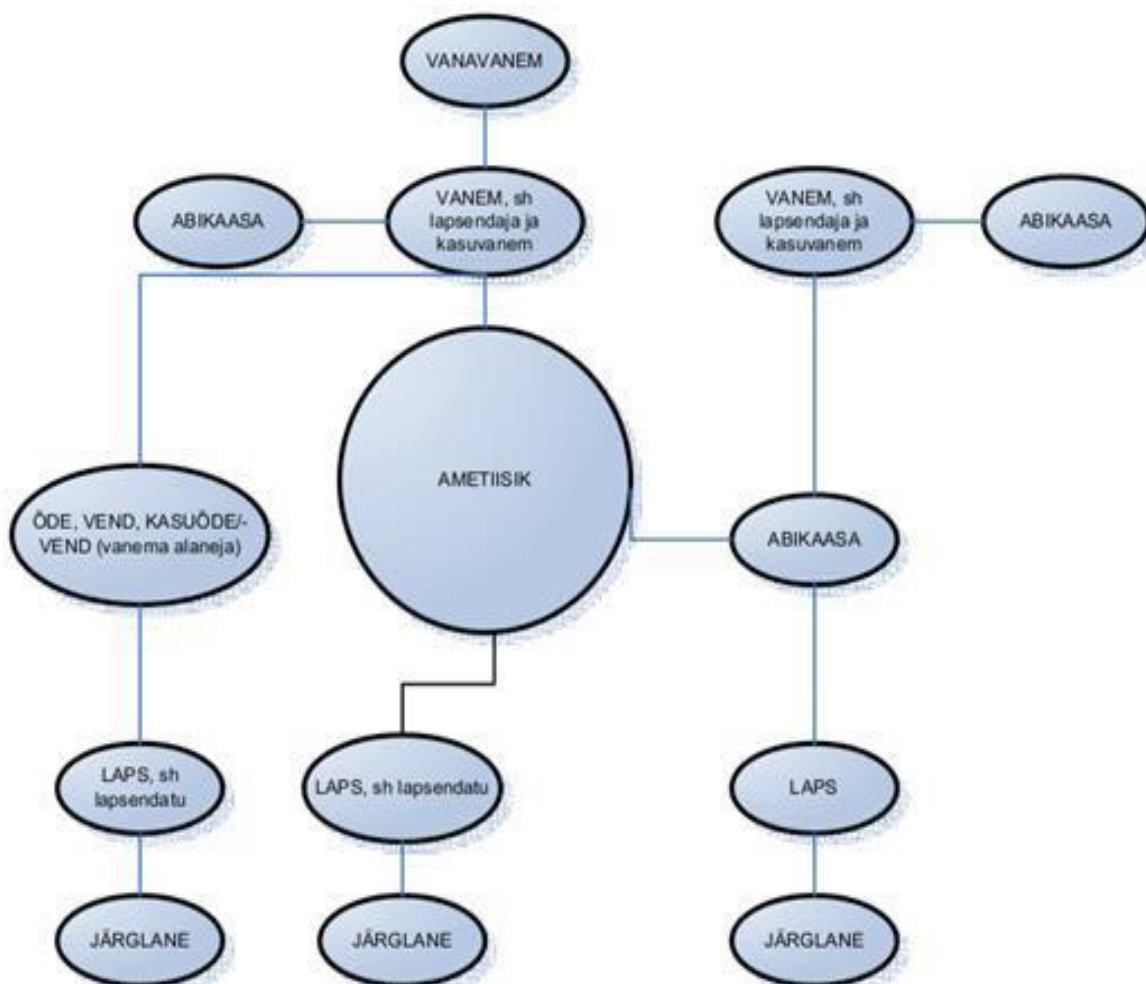 VANAVANEM
ABIKAASA
VANEM, sh
lapsendaja ja
kasuvanem
VANEM, sh
lapsendaja ja
kasuvanem
ABIKAASA
AMETIISIK
ÕDE, VEND, KASUÕDE/-
VEND (vanema alaneja)
ABIKAASA
LAPS, sh
lapsendatu
LAPS, sh lapsendatu
LAPS
JÄRGLANE
JÄRGLANE
JÄRGLANE